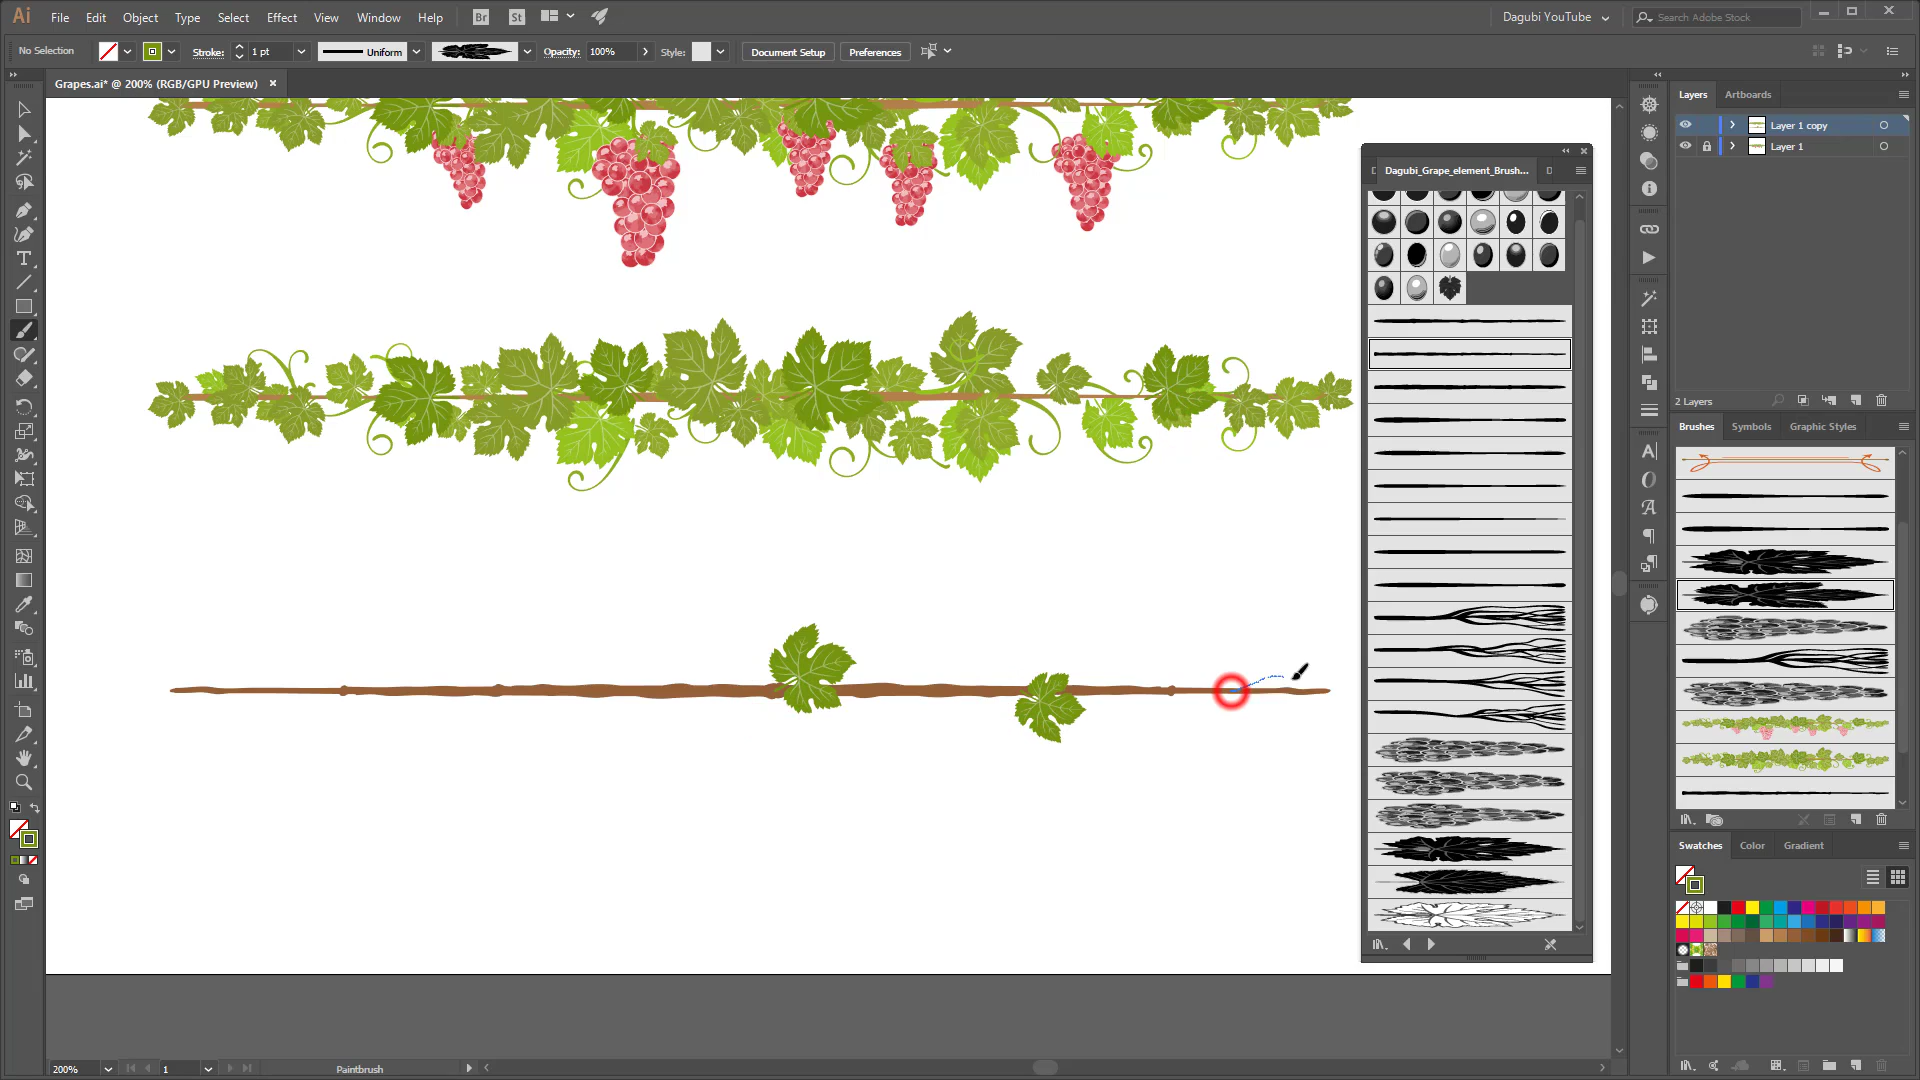 Ai File Edit Object Type Select Effect View Window Help Br St Dagubi YouTube Search Adobe Stock
No Selection Stroke: 1 pt Uniform Opacity: 100% Style: Document Setup Preferences
Grapes.ai* @ 200% (RGB/GPU Preview)
Layers Artboards
Layer 1 copy
Layer 1
Dagubi_Grape_element_Brush...
2 Layers
Brushes Symbols Graphic Styles
Swatches Color Gradient
200% 1 Paintbrush